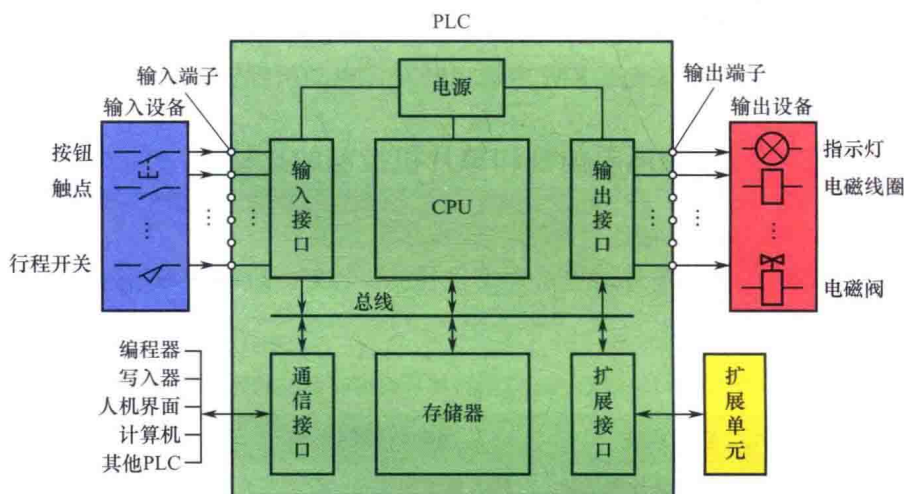 PLC
输入端子
输出端子
输入设备
输出设备
电源
按钮
触点
行程开关
输入接口
CPU
输出接口
指示灯
电磁线圈
电磁阀
总线
编程器
写入器
人机界面
计算机
其他PLC
通信接口
存储器
扩展接口
扩展单元